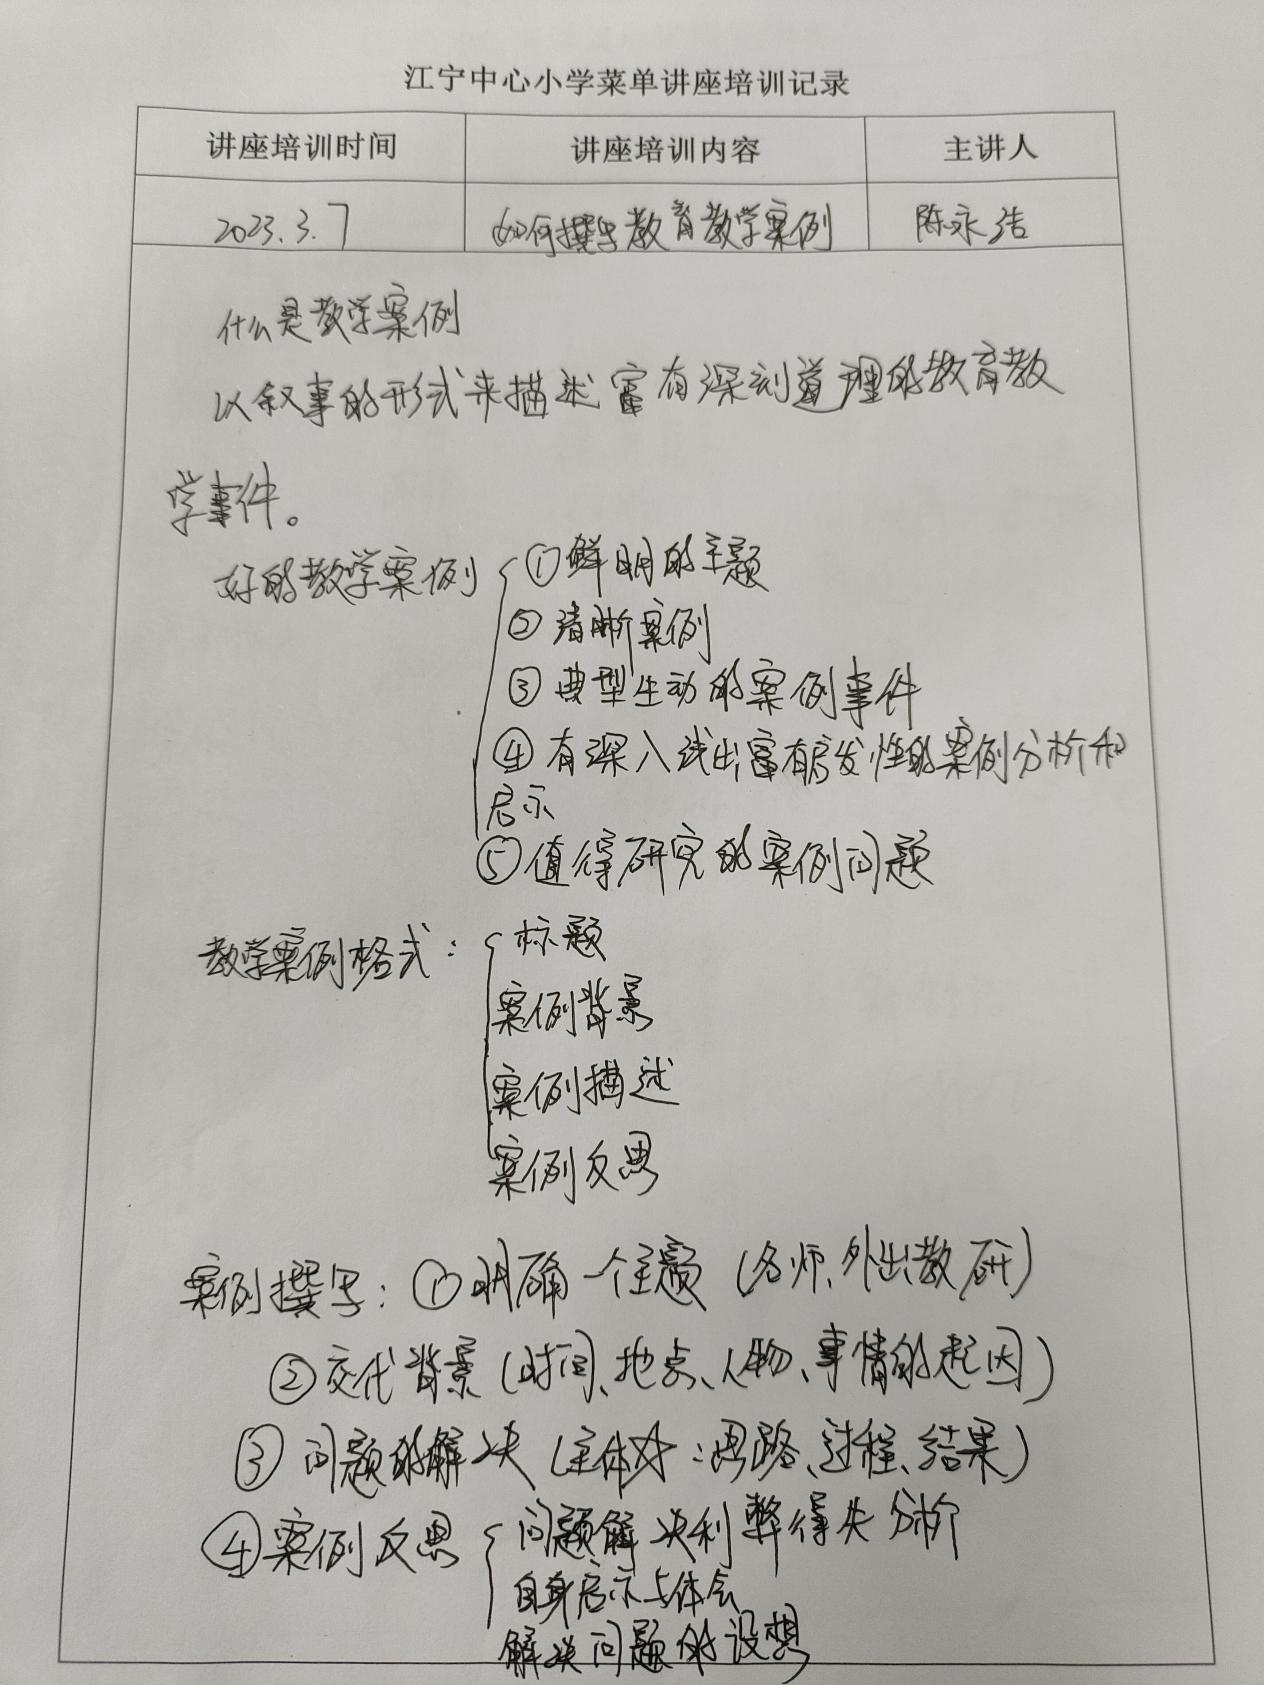 江宁中心小学菜单讲座培训记录
讲座培训时间 讲座培训内容 主讲人
2023.3.7 如何撰写教育教学案例 陈永浩
什么是教学案例
以叙事的形式来描述富有深刻道理的教育教
学事件。
好的教学案例 ①鲜明的主题
②清晰案例
③典型生动的案例事件
④有深入浅出富有启发性的案例分析和
启示
⑤值得研究的案例问题
教学案例格式： 标题
案例背景
案例描述
案例反思
案例撰写：①明确一个主题（名师、外出教研）
②交代背景（时间、地点、人物、事情的起因）
③问题的解决（主体部分：思路、过程、结果）
④案例反思 问题解决利弊得失分析
自身启示与体会
解决问题的设想